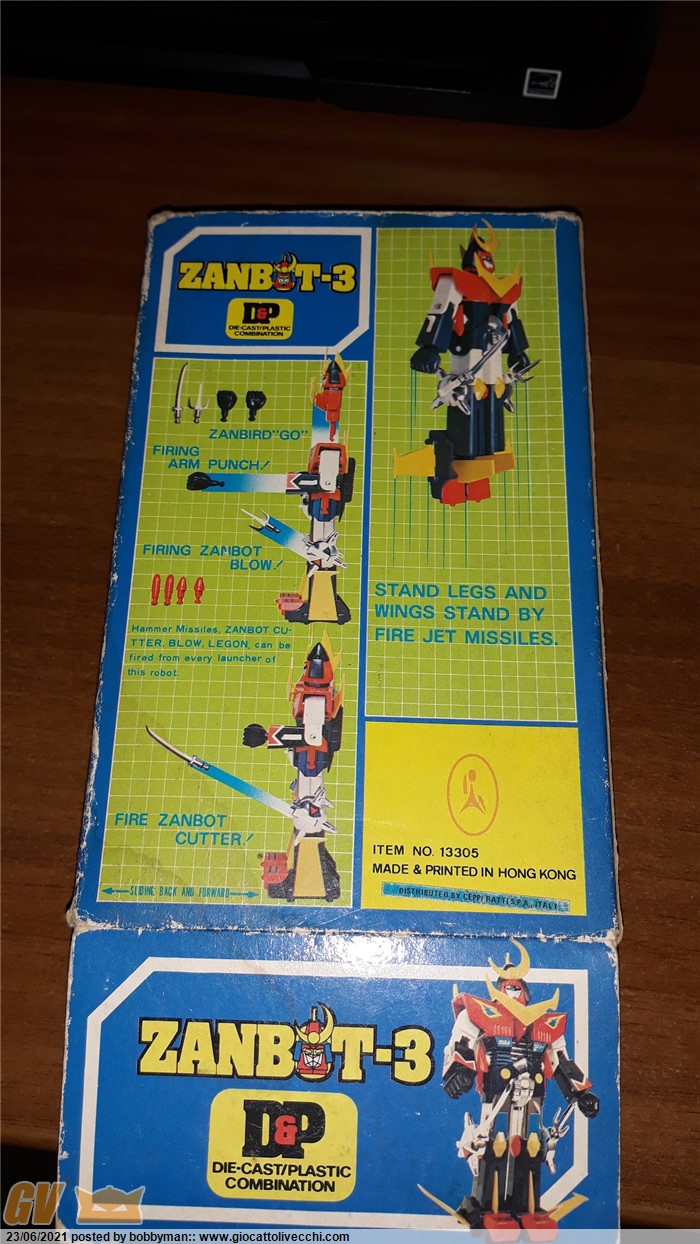 ZANBOT-3
D&P
DIE-CAST/PLASTIC
COMBINATION
ZANBIRD"GO"
FIRING
ARM PUNCH!
FIRING ZANBOT
BLOW!
Hammer Missiles, ZANBOT CU-
TTER, BLOW, LEGON, can be
fired from every launcher of
this robot.
FIRE ZANBOT
CUTTER!
SLIDING BACK AND FORWARD
STAND LEGS AND
WINGS STAND BY
FIRE JET MISSILES.
ITEM NO. 13305
MADE & PRINTED IN HONG KONG
DISTRIBUTED BY CEPPI RATTI S.P.A., ITALY
ZANBOT-3
D&P
DIE-CAST/PLASTIC
COMBINATION
GV
23/06/2021 posted by bobbyman:: www.giocattolivecchi.com